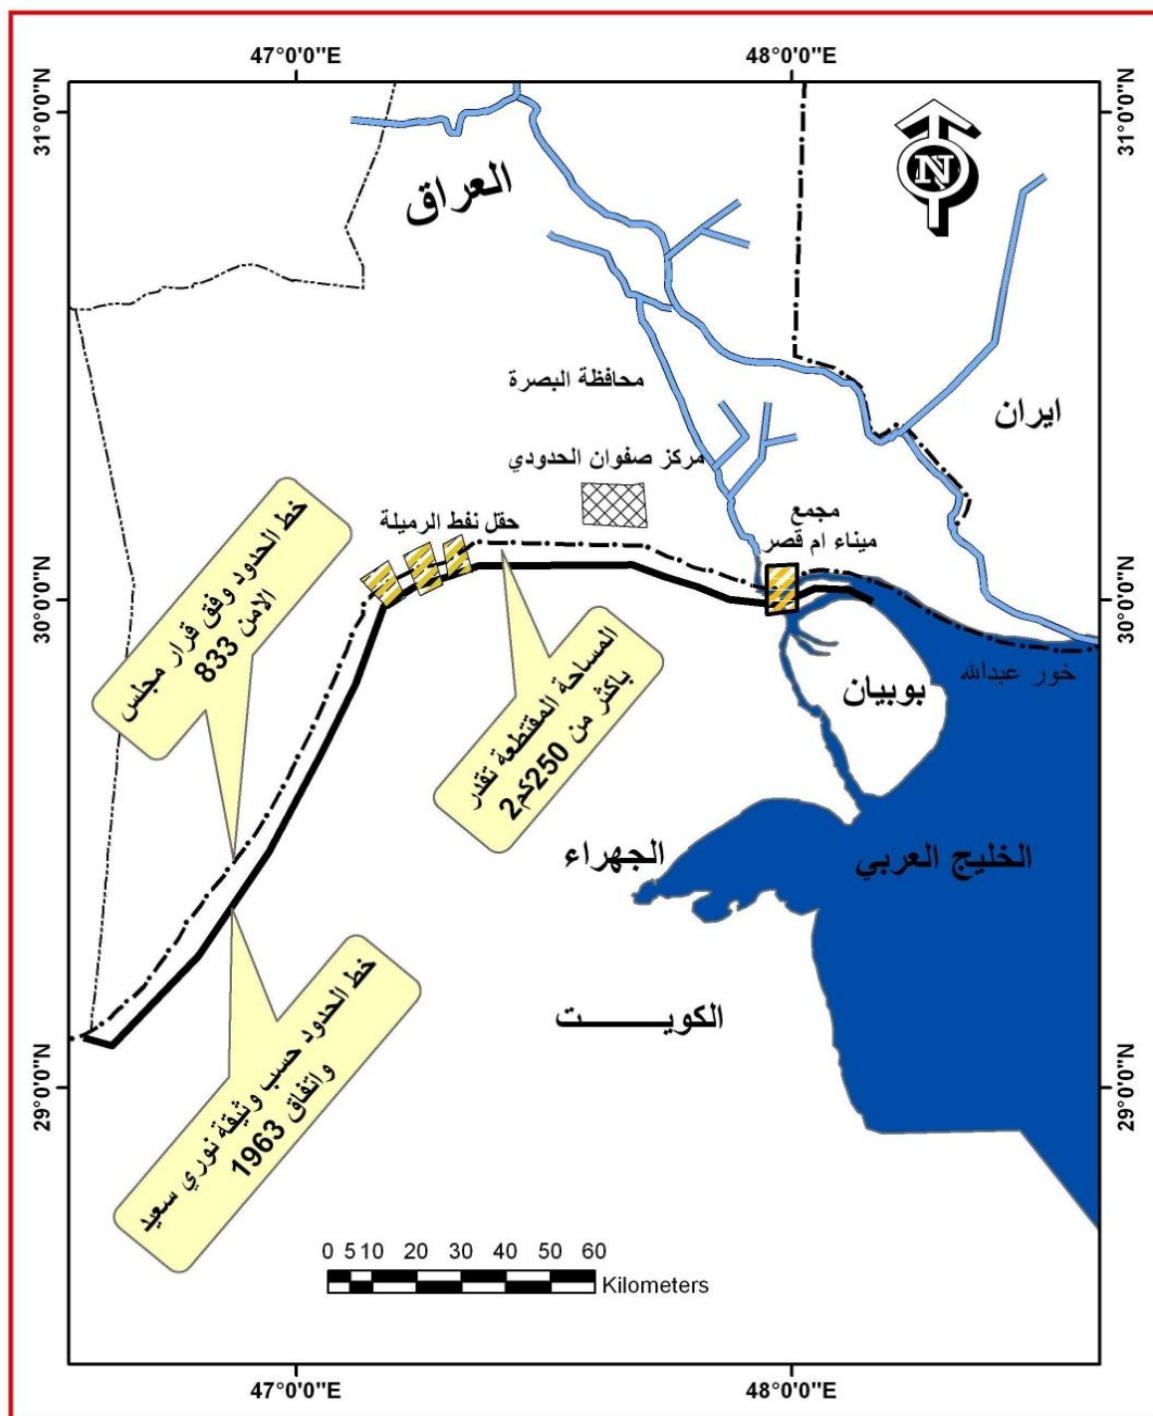 47°0'0"E
48°0'0"E
31°0'0"N
31°0'0"N
N
العراق
محافظة البصرة
ايران
مركز صفوان الحدودي
مجمع
ميناء ام قصر
حقل نفط الرميلة
30°0'0"N
30°0'0"N
خط الحدود وفق قرار مجلس
الامن 833
المساحة المقتطعة تقدر
باكثر من 250كم2
خور عبدالله
بوبيان
الجهراء
الخليج العربي
الكويــــــت
خط الحدود حسب وثيقة نوري سعيد
واتفاق 1963
29°0'0"N
29°0'0"N
0 5 10 20 30 40 50 60
Kilometers
47°0'0"E
48°0'0"E